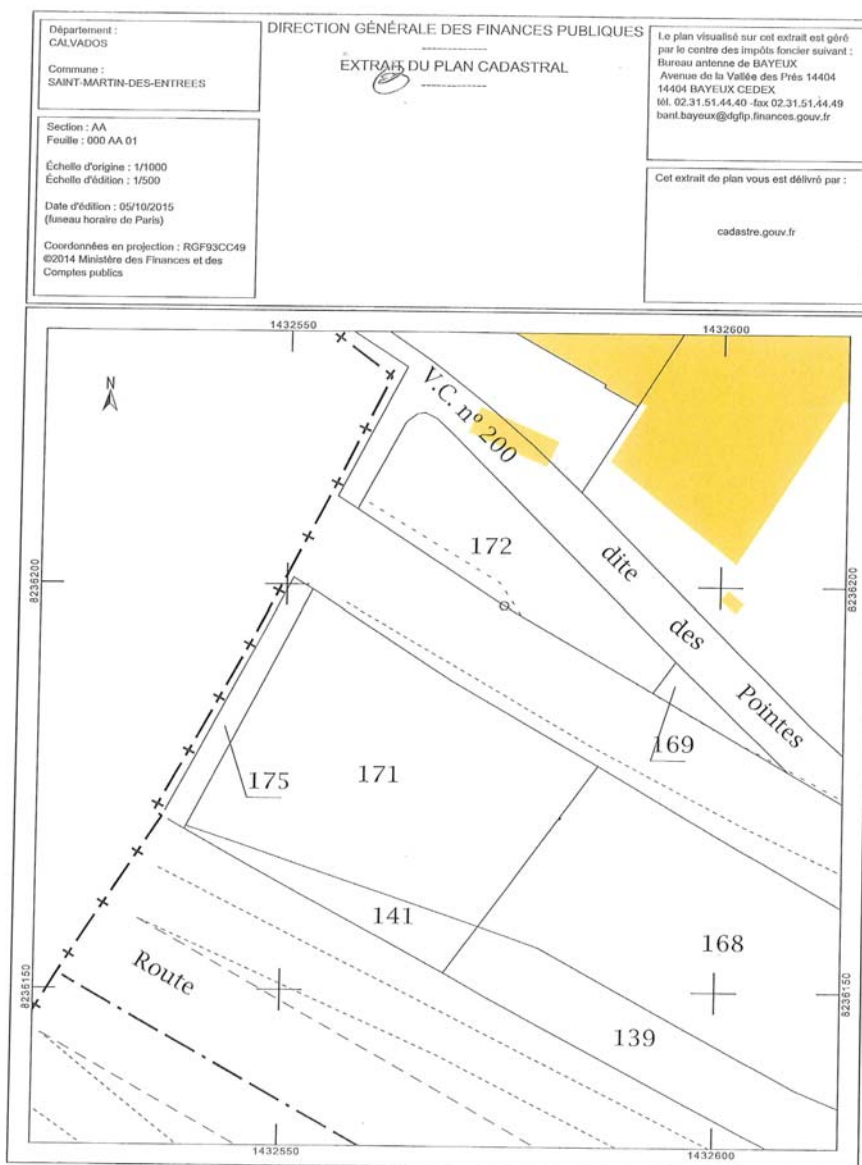 Département :
CALVADOS
Commune :
SAINT-MARTIN-DES-ENTREES
Section : AA
Feuille : 000 AA 01
Échelle d'origine : 1/1000
Échelle d'édition : 1/500
Date d'édition : 05/10/2015
(fuseau horaire de Paris)
Coordonnées en projection : RGF93CC49
©2014 Ministère des Finances et des
Comptes publics
DIRECTION GÉNÉRALE DES FINANCES PUBLIQUES
EXTRAIT DU PLAN CADASTRAL
Le plan visualisé sur cet extrait est géré
par le centre des impôts foncier suivant :
Bureau antenne de BAYEUX
Avenue de la Vallée des Prés 14404
14404 BAYEUX CEDEX
tél. 02.31.51.44.40 -fax 02.31.51.44.49
bant.bayeux@dgfip.finances.gouv.fr
Cet extrait de plan vous est délivré par :
cadastre.gouv.fr
1432550
1432600
N
V.C. nº 200
172
dite
des
Pointes
8236200
8236200
169
175
171
141
168
Route
8236150
8236150
139
1432550
1432600